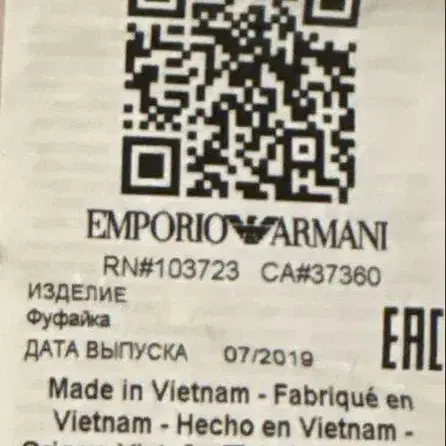 EMPORIO ARMANI
RN#103723 CA#37360
ИЗДЕЛИЕ
Фуфайка
ДАТА ВЫПУСКА 07/2019
EAC
Made in Vietnam - Fabriqué en
Vietnam - Hecho en Vietnam -